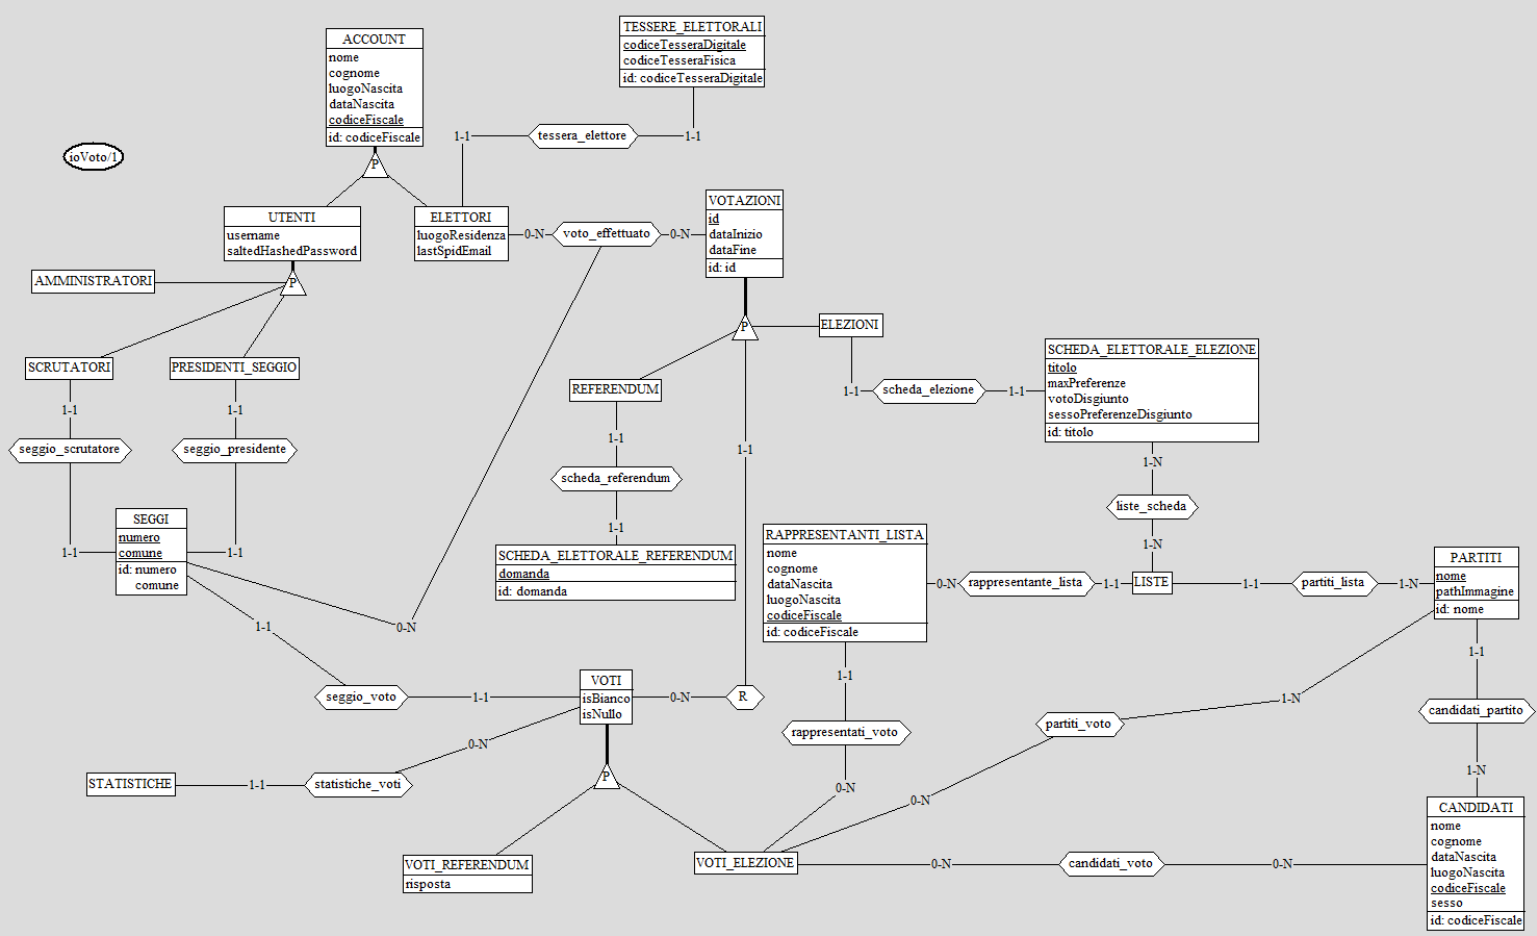 TESSERE_ELETTORALI
codiceTesseraDigitale
codiceTesseraFisica
id: codiceTesseraDigitale
ACCOUNT
nome
cognome
luogoNascita
dataNascita
codiceFiscale
id: codiceFiscale
P
1-1
tessera_elettore
1-1
ioVoto/1
UTENTI
username
saltedHashedPassword
ELETTORI
luogoResidenza
lastSpidEmail
0-N
voto_effettuato
0-N
VOTAZIONI
id
dataInizio
dataFine
id: id
AMMINISTRATORI
P
P
ELEZIONI
SCRUTATORI
PRESIDENTI_SEGGIO
REFERENDUM
1-1
scheda_elezione
1-1
SCHEDA_ELETTORALE_ELEZIONE
titolo
maxPreferenze
votoDisgiunto
sessoPreferenzeDisgiunto
id: titolo
1-1
1-1
seggio_scrutatore
seggio_presidente
1-1
scheda_referendum
1-1
1-1
1-N
liste_scheda
1-N
SEGGI
numero
comune
id: numero
comune
1-1
1-1
SCHEDA_ELETTORALE_REFERENDUM
domanda
id: domanda
RAPPRESENTANTI_LISTA
nome
cognome
dataNascita
luogoNascita
codiceFiscale
id: codiceFiscale
0-N
rappresentante_lista
1-1
LISTE
1-1
partiti_lista
1-N
PARTITI
nome
pathImmagine
id: nome
1-1
0-N
1-1
1-1
seggio_voto
1-1
VOTI
isBianco
isNullo
0-N
R
rappresentati_voto
partiti_voto
1-N
candidati_partito
0-N
STATISTICHE
1-1
statistiche_voti
P
0-N
0-N
1-N
VOTI_REFERENDUM
risposta
VOTI_ELEZIONE
0-N
candidati_voto
0-N
CANDIDATI
nome
cognome
dataNascita
luogoNascita
codiceFiscale
sesso
id: codiceFiscale